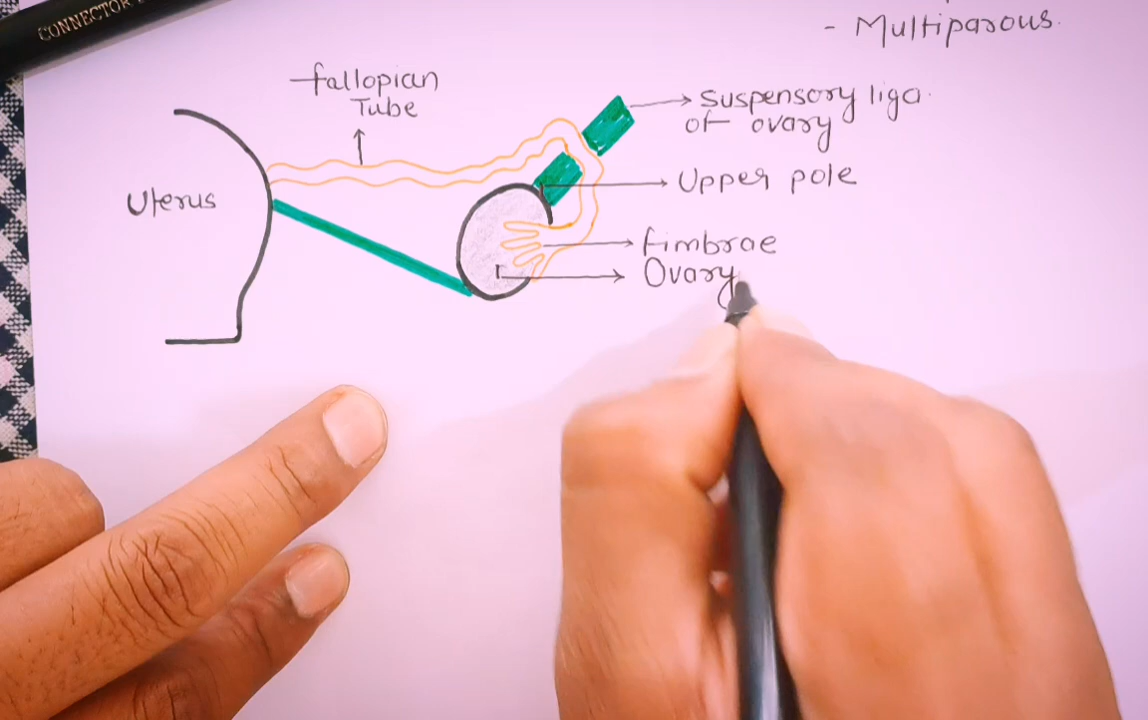 CONNECTOR
- Multiparous.
fallopian
Tube
suspensory liga.
of ovary
Uterus
Upper pole
fimbrae
Ovary